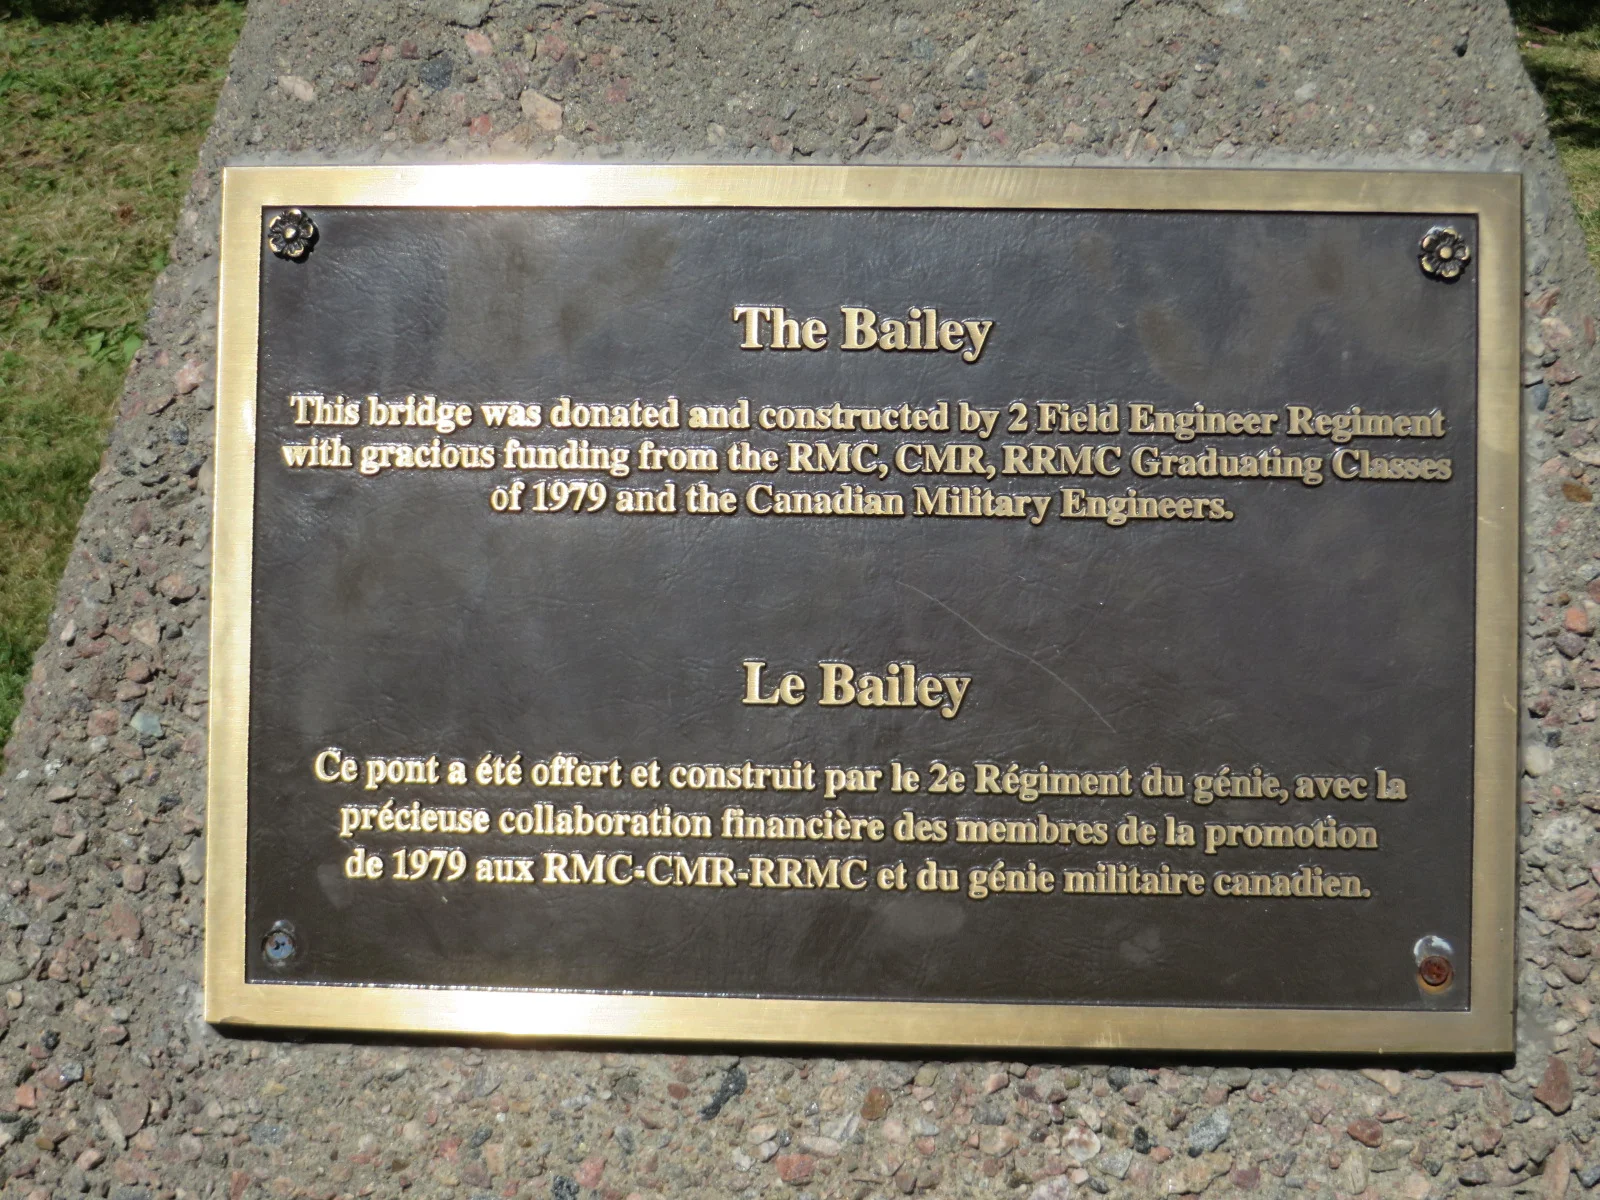 The Bailey
This bridge was donated and constructed by 2 Field Engineer Regiment
with gracious funding from the RMC, CMR, RRMC Graduating Classes
of 1979 and the Canadian Military Engineers.
Le Bailey
Ce pont a été offert et construit par le 2e Régiment du génie, avec la
précieuse collaboration financière des membres de la promotion
de 1979 aux RMC-CMR-RRMC et du génie militaire canadien.